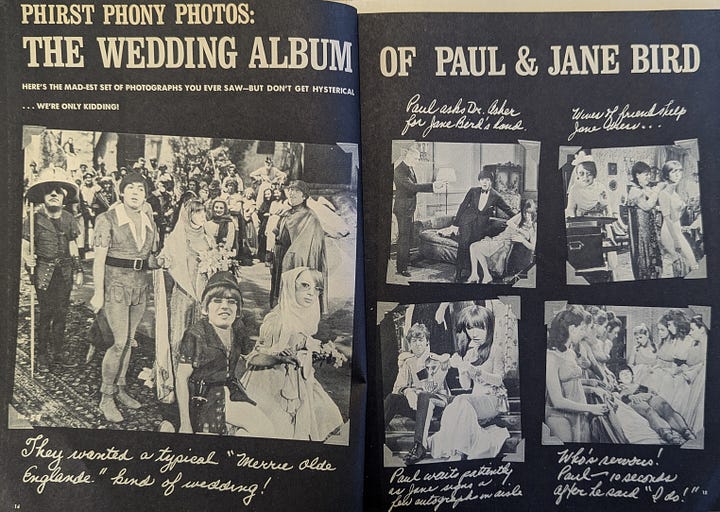 PHIRST PHONY PHOTOS:
THE WEDDING ALBUM
HERE'S THE MAD-EST SET OF PHOTOGRAPHS YOU EVER SAW—BUT DON'T GET HYSTERICAL
... WE'RE ONLY KIDDING!
They wanted a typical "Merrie Olde
Englande" kind of wedding!
14
OF PAUL & JANE BIRD
Paul asks Dr. Asher
for Jane Bird's hand.
Wives of friends help
Jane
Paul waits patiently
as Jane signs a
few autographs in aisle
Who's nervous!
Paul – 10 seconds
after he said "I do!"